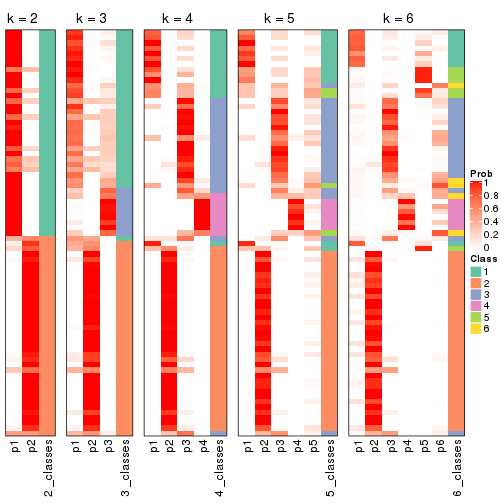 k = 2
k = 3
k = 4
k = 5
k = 6
Prob
1
0.8
0.6
0.4
0.2
0
Class
1
2
3
4
5
6
p1
p2
2_classes
p1
p2
p3
3_classes
p1
p2
p3
p4
4_classes
p1
p2
p3
p4
p5
5_classes
p1
p2
p3
p4
p5
p6
6_classes